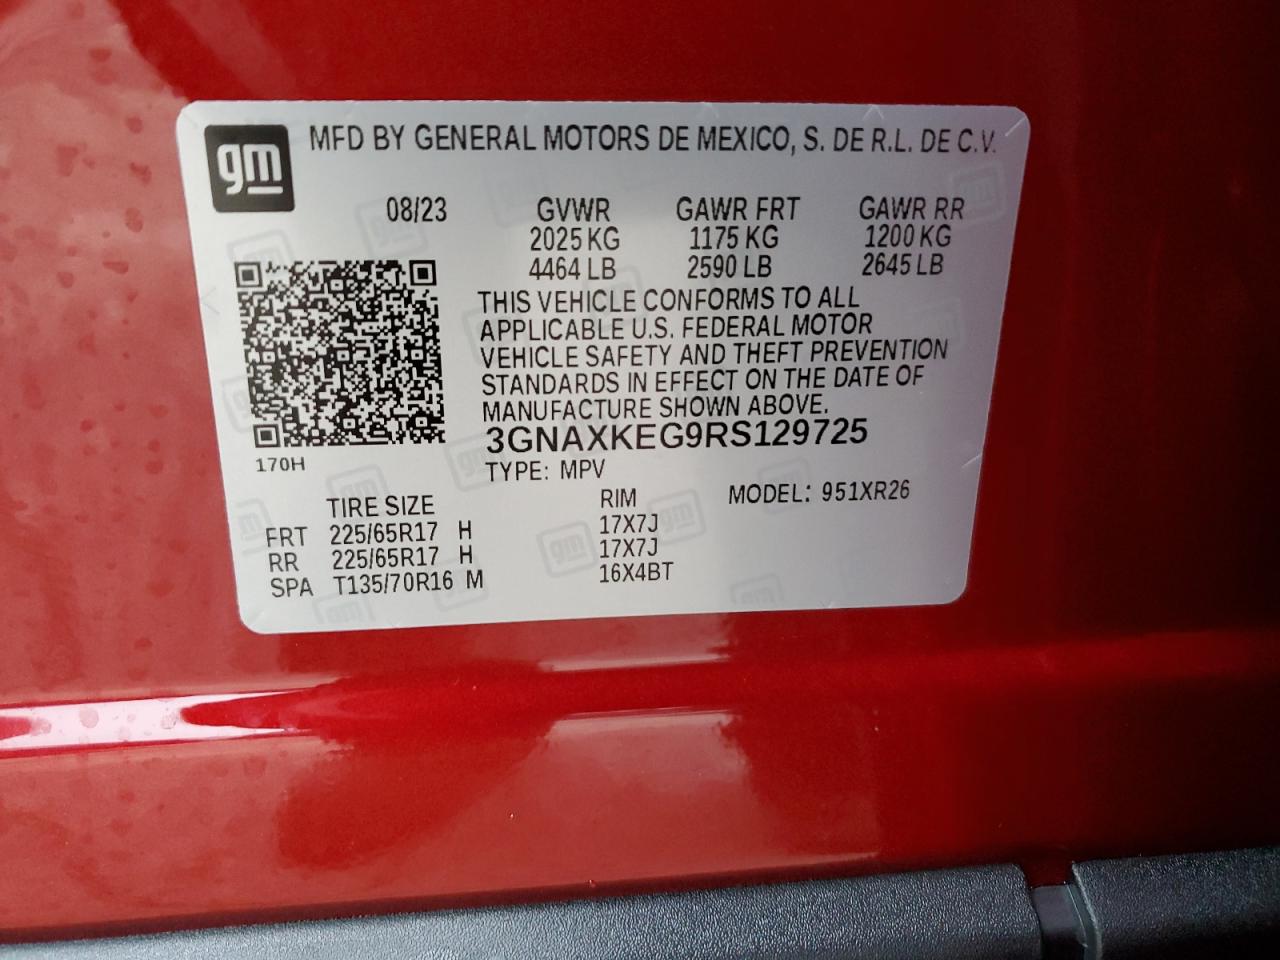 gm MFD BY GENERAL MOTORS DE MEXICO, S. DE R.L. DE C.V.
08/23 GVWR GAWR FRT GAWR RR
2025 KG 1175 KG 1200 KG
4464 LB 2590 LB 2645 LB
THIS VEHICLE CONFORMS TO ALL
APPLICABLE U.S. FEDERAL MOTOR
VEHICLE SAFETY AND THEFT PREVENTION
STANDARDS IN EFFECT ON THE DATE OF
MANUFACTURE SHOWN ABOVE.
3GNAXKEG9RS129725
170H
TYPE: MPV
TIRE SIZE RIM MODEL: 951XR26
FRT 225/65R17 H 17X7J
RR 225/65R17 H 17X7J
SPA T135/70R16 M 16X4BT